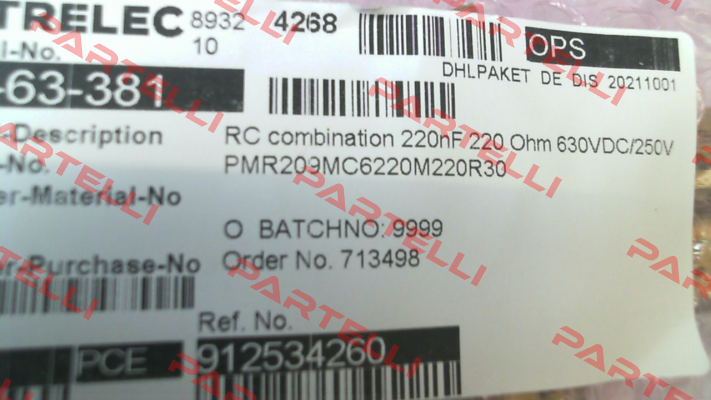 TRELEC 8932 4268
10
OPS
l-No.
DHLPAKET DE DIS 20211001
-63-381
-Description RC combination 220nF/220 Ohm 630VDC/250V
-No. PMR209MC6220M220R30
er-Material-No
O BATCHNO: 9999
er-Purchase-No Order No. 713498
Ref. No.
PCE 912534260
PARTELLI
PARTELLI
PARTELLI
PARTELLI
PARTELLI
PARTELLI